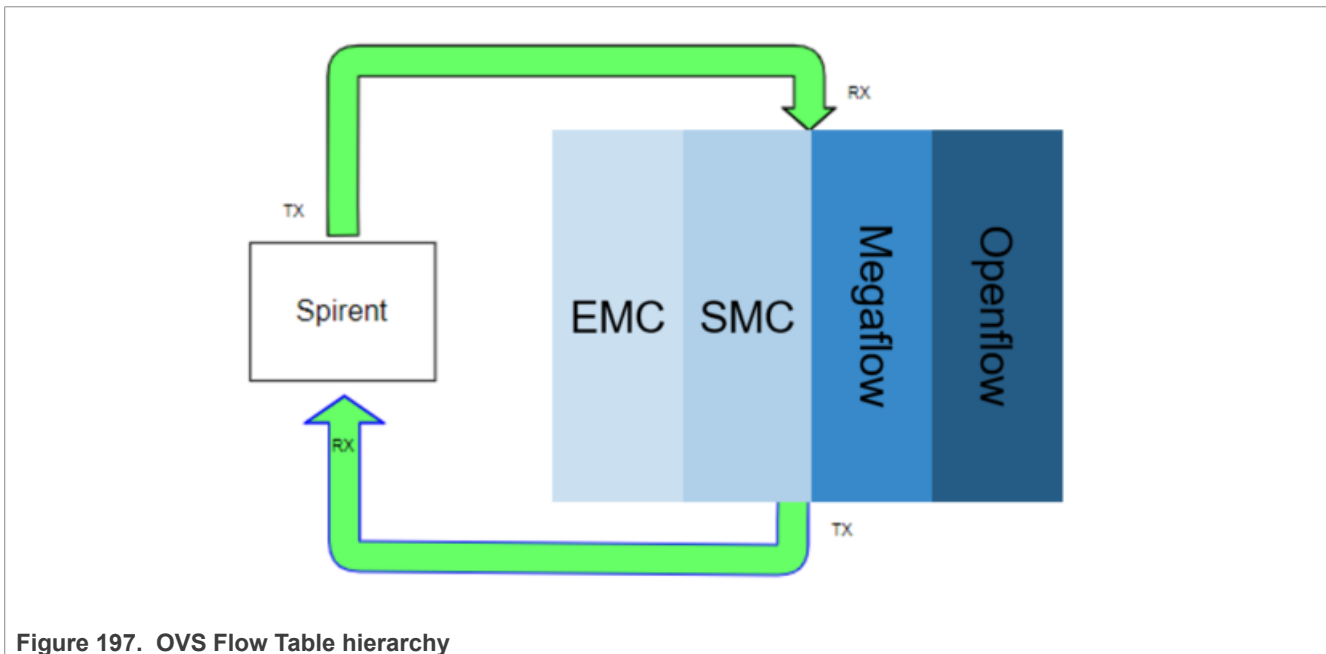 RX
TX
Spirent
EMC
SMC
Megaflow
Openflow
RX
TX
Figure 197. OVS Flow Table hierarchy